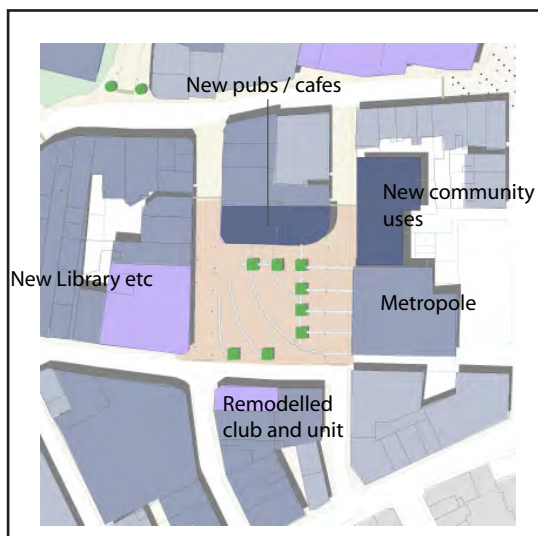 New pubs / cafes
New community
uses
New Library etc
Metropole
Remodelled
club and unit